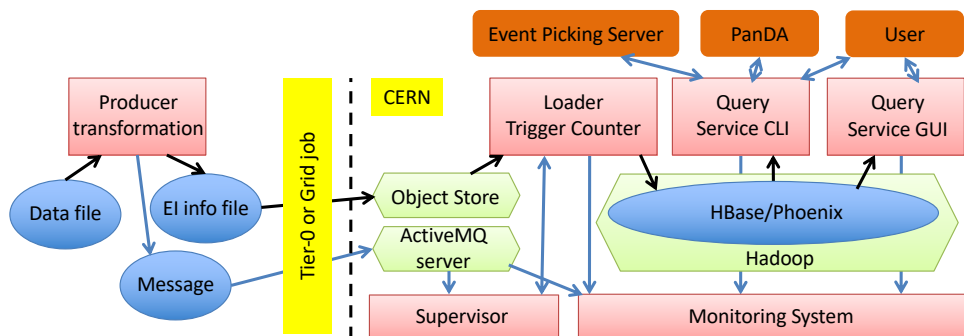 Event Picking Server
PanDA
User
Producer
transformation
Tier-0 or Grid job
CERN
Loader
Trigger Counter
Query
Service CLI
Query
Service GUI
Data file
EI info file
Object Store
HBase/Phoenix
ActiveMQ
server
Hadoop
Message
Supervisor
Monitoring System